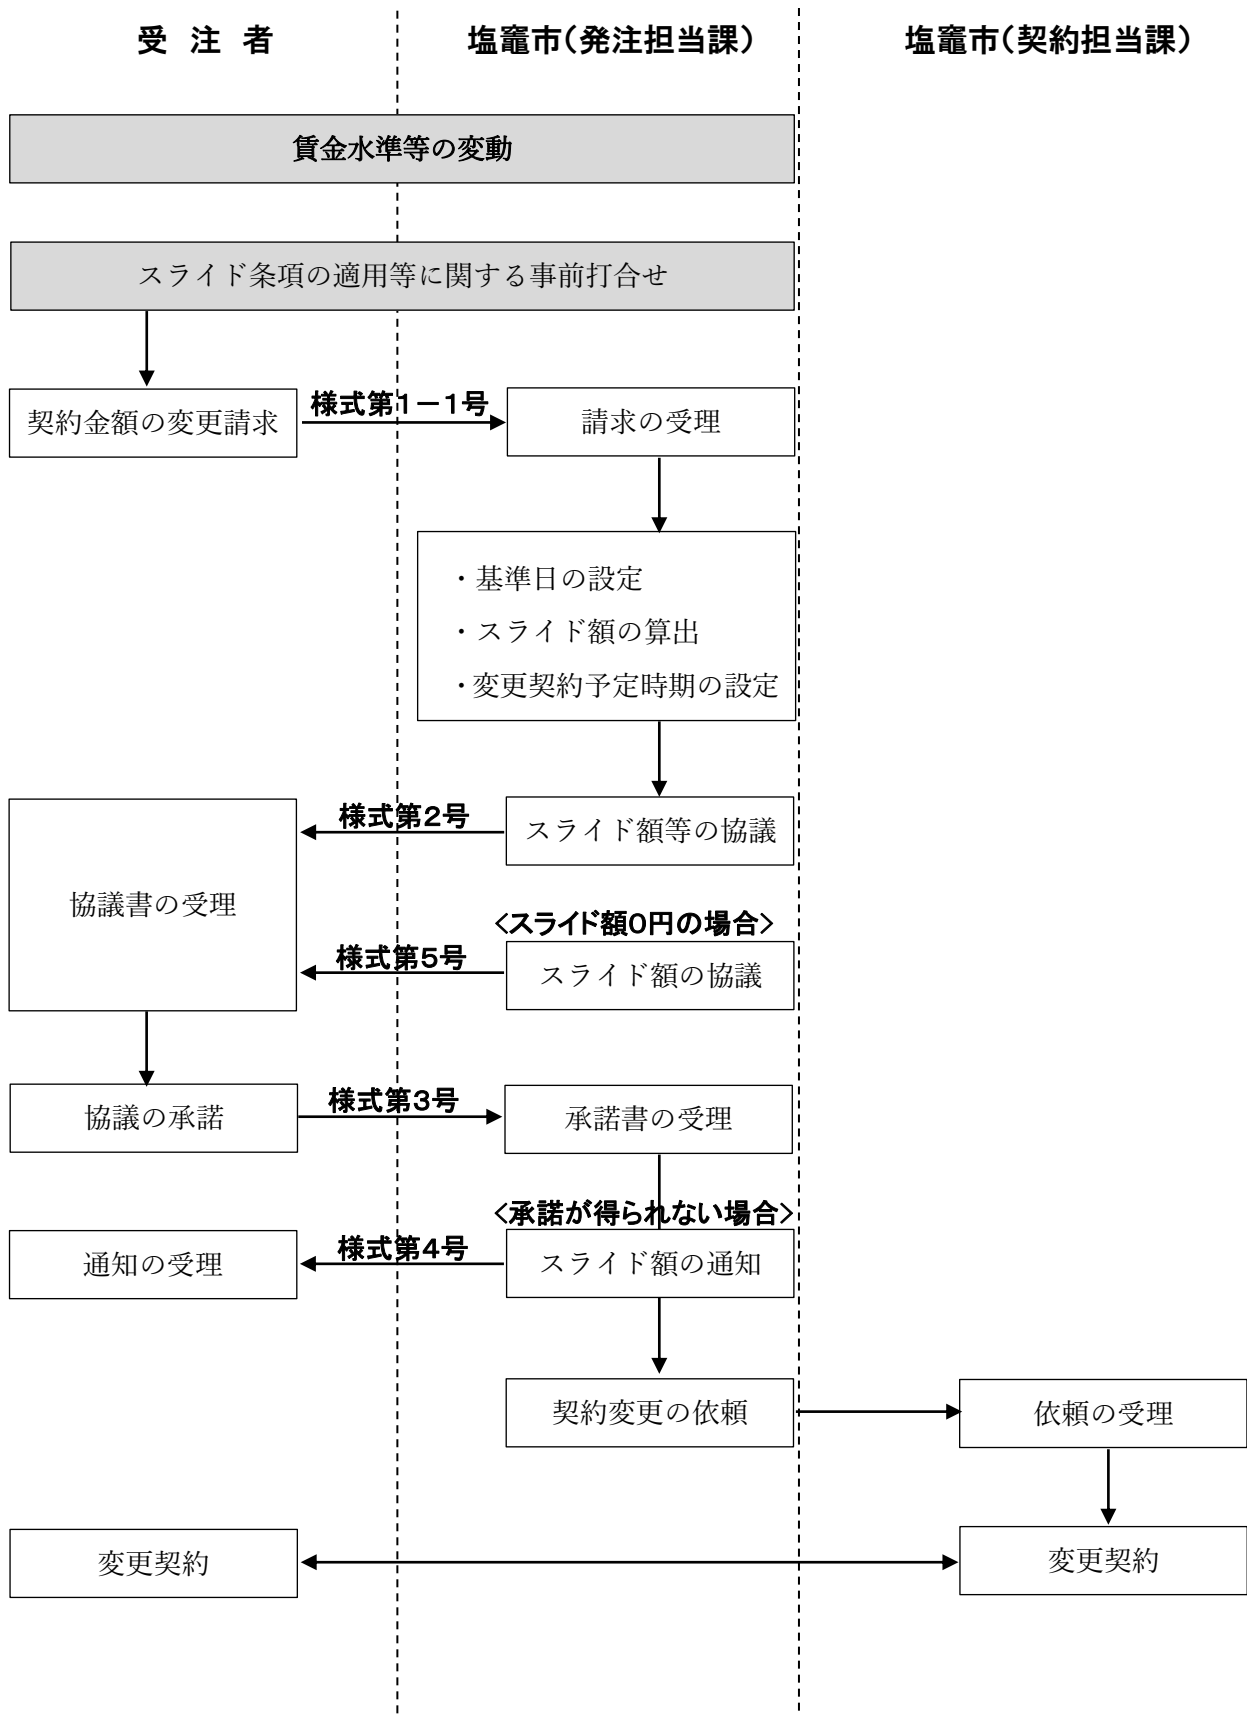 受 注 者
塩竈市（発注担当課）
塩竈市（契約担当課）
賃金水準等の変動
スライド条項の適用等に関する事前打合せ
契約金額の変更請求
様式第１－１号
請求の受理
・基準日の設定
・スライド額の算出
・変更契約予定時期の設定
様式第２号
スライド額等の協議
協議書の受理
<スライド額０円の場合>
様式第５号
スライド額の協議
協議の承諾
様式第３号
承諾書の受理
<承諾が得られない場合>
通知の受理
様式第４号
スライド額の通知
契約変更の依頼
依頼の受理
変更契約
変更契約